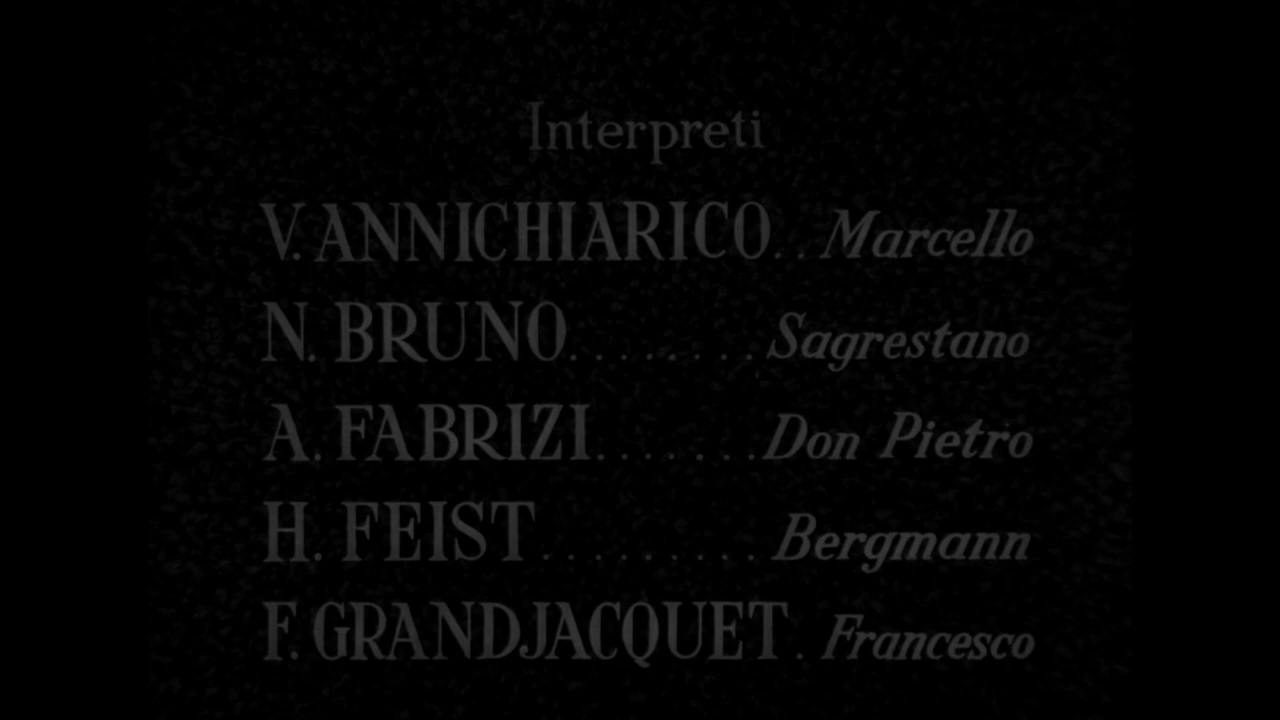 Interpreti
V. ANNICHIARICO.. Marcello
N. BRUNO........ Sagrestano
A. FABRIZI....... Don Pietro
H. FEIST......... Bergmann
F. GRANDJACQUET. Francesco